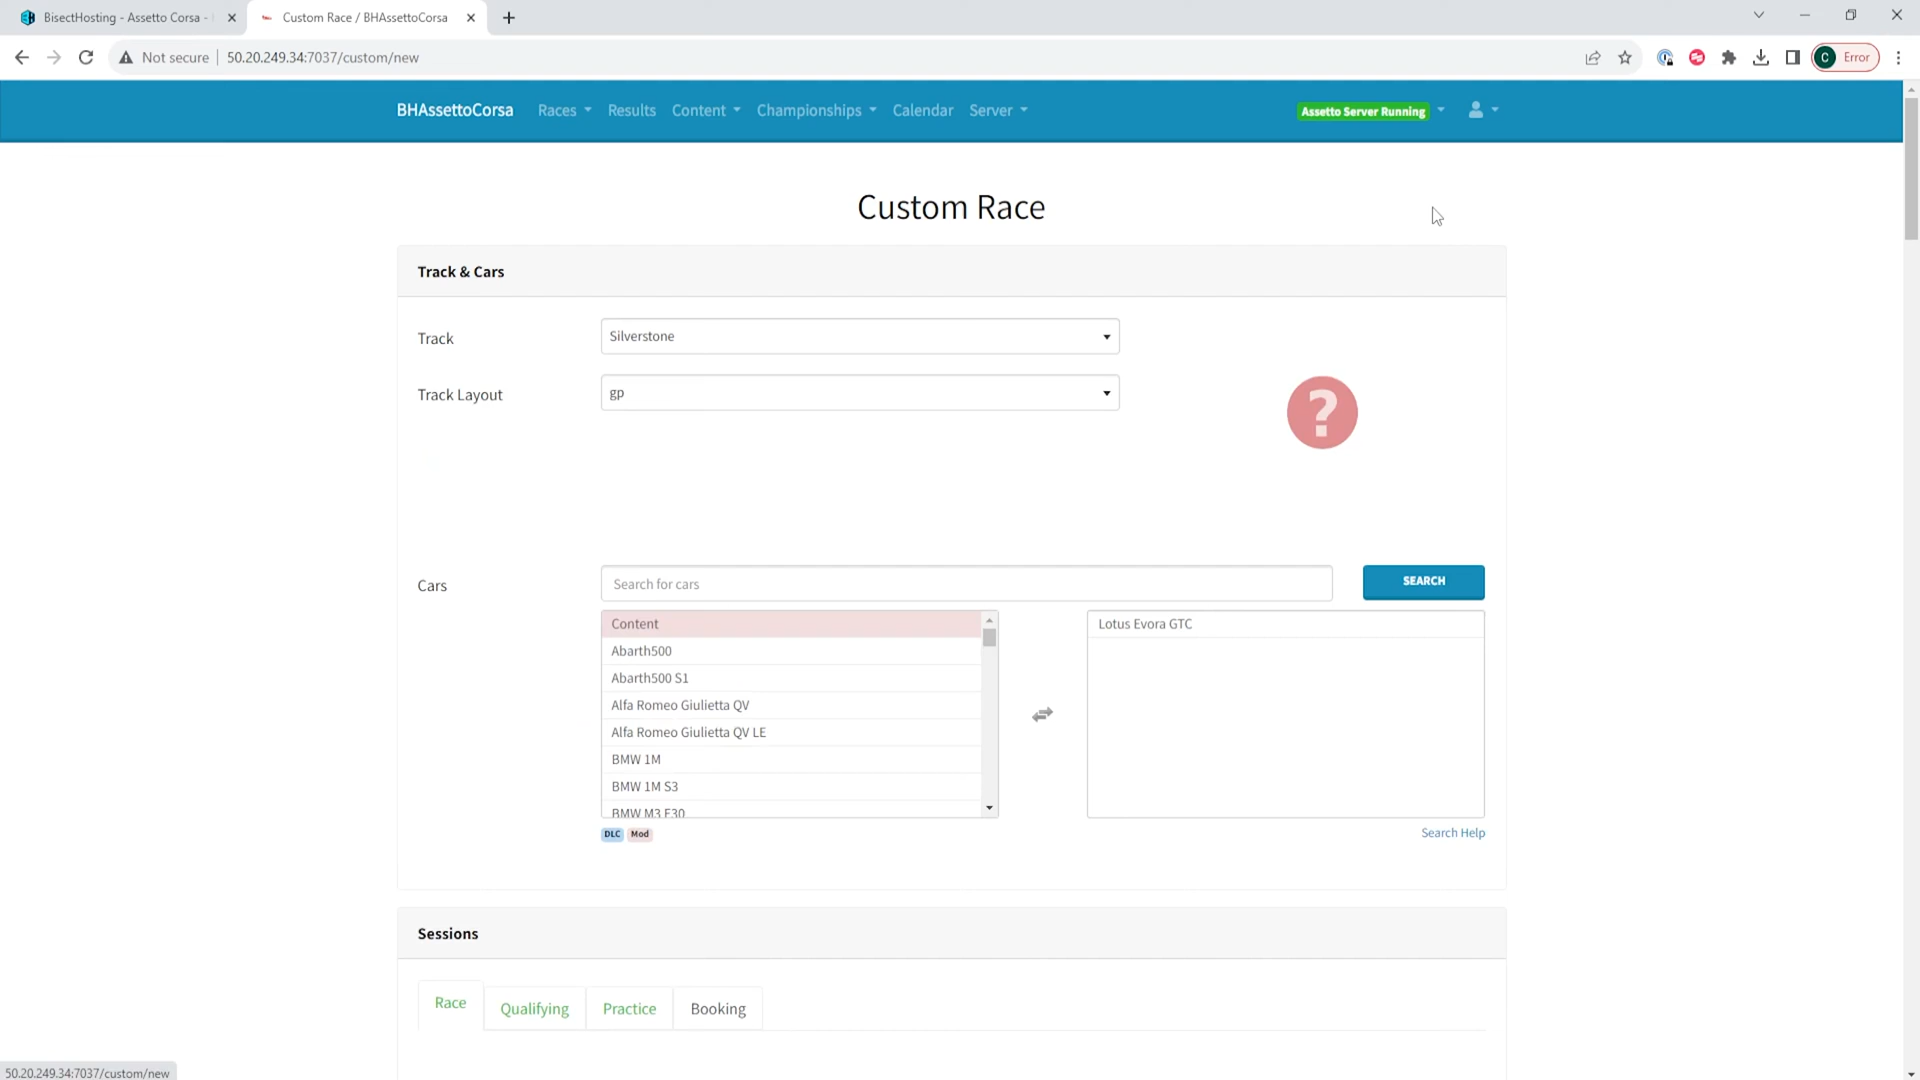 BisectHosting - Assetto Corsa -
Custom Race / BHAssettoCorsa
Not secure
50.20.249.34:7037/custom/new
C
Error
BHAssettoCorsa
Races
Results
Content
Championships
Calendar
Server
Assetto Server Running
Custom Race
Track & Cars
Track
Silverstone
Track Layout
gp
?
Cars
Search for cars
SEARCH
Content
Abarth500
Abarth500 S1
Alfa Romeo Giulietta QV
Alfa Romeo Giulietta QV LE
BMW 1M
BMW 1M S3
BMW M3 E30
Lotus Evora GTC
DLC
Mod
Search Help
Sessions
Race
Qualifying
Practice
Booking
50.20.249.34:7037/custom/new